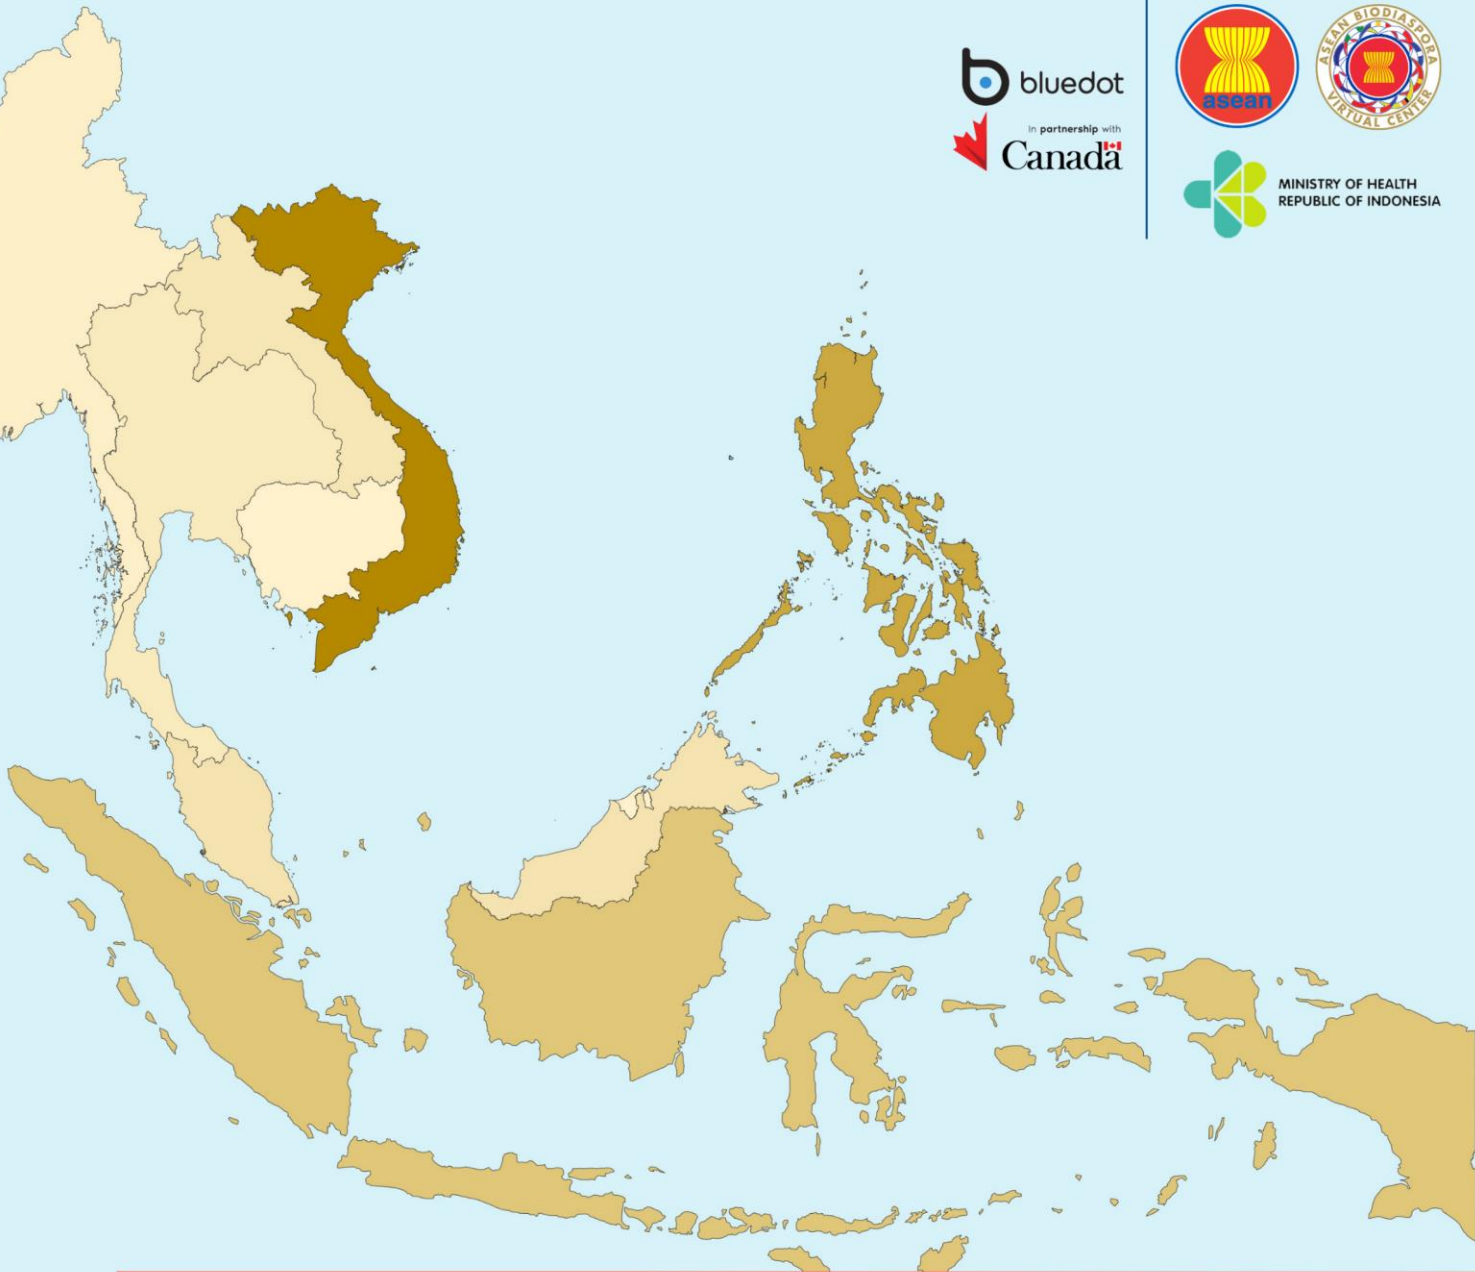 bluedot
in partnership with
Canada
asean
ASEAN BIODIASPORA
VIRTUAL CENTER
MINISTRY OF HEALTH
REPUBLIC OF INDONESIA